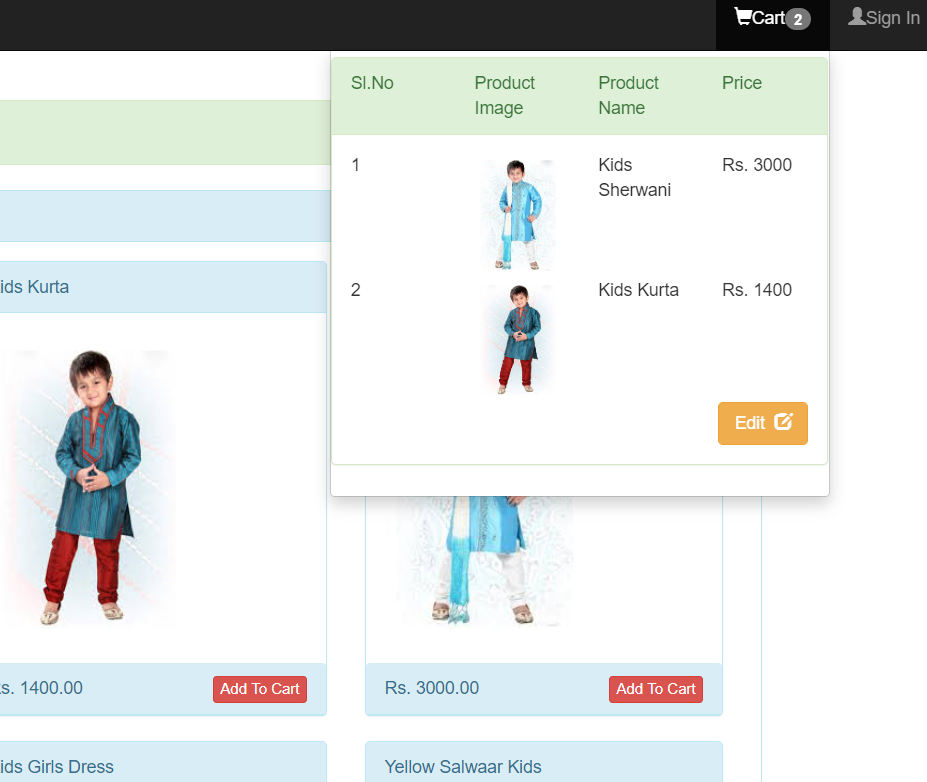 Cart 2
Sign In
Sl.No Product Image Product Name Price
1 Kids Sherwani Rs. 3000
2 Kids Kurta Rs. 1400
Edit
ids Kurta
s. 1400.00 Add To Cart
Rs. 3000.00 Add To Cart
ids Girls Dress
Yellow Salwaar Kids